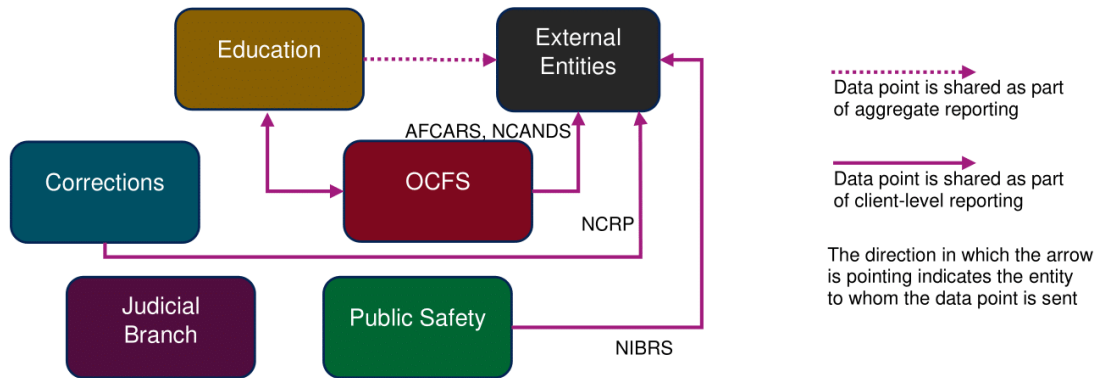 Education
External
Entities
AFCARS, NCANDS
Corrections
OCFS
NCRP
Judicial
Branch
Public Safety
NIBRS
Data point is shared as part
of aggregate reporting
Data point is shared as part
of client-level reporting
The direction in which the arrow
is pointing indicates the entity
to whom the data point is sent